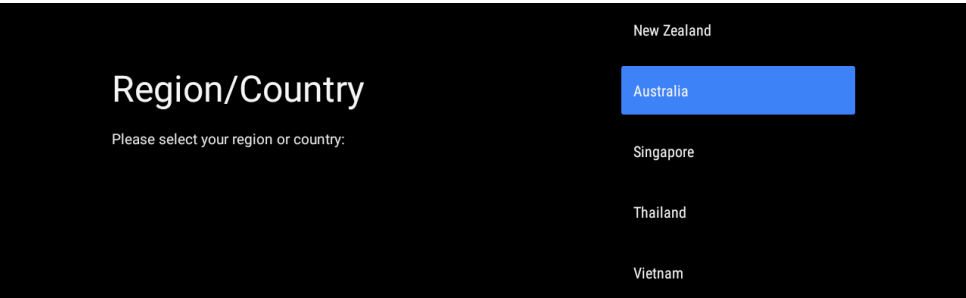 Region/Country
Please select your region or country:
New Zealand
Australia
Singapore
Thailand
Vietnam